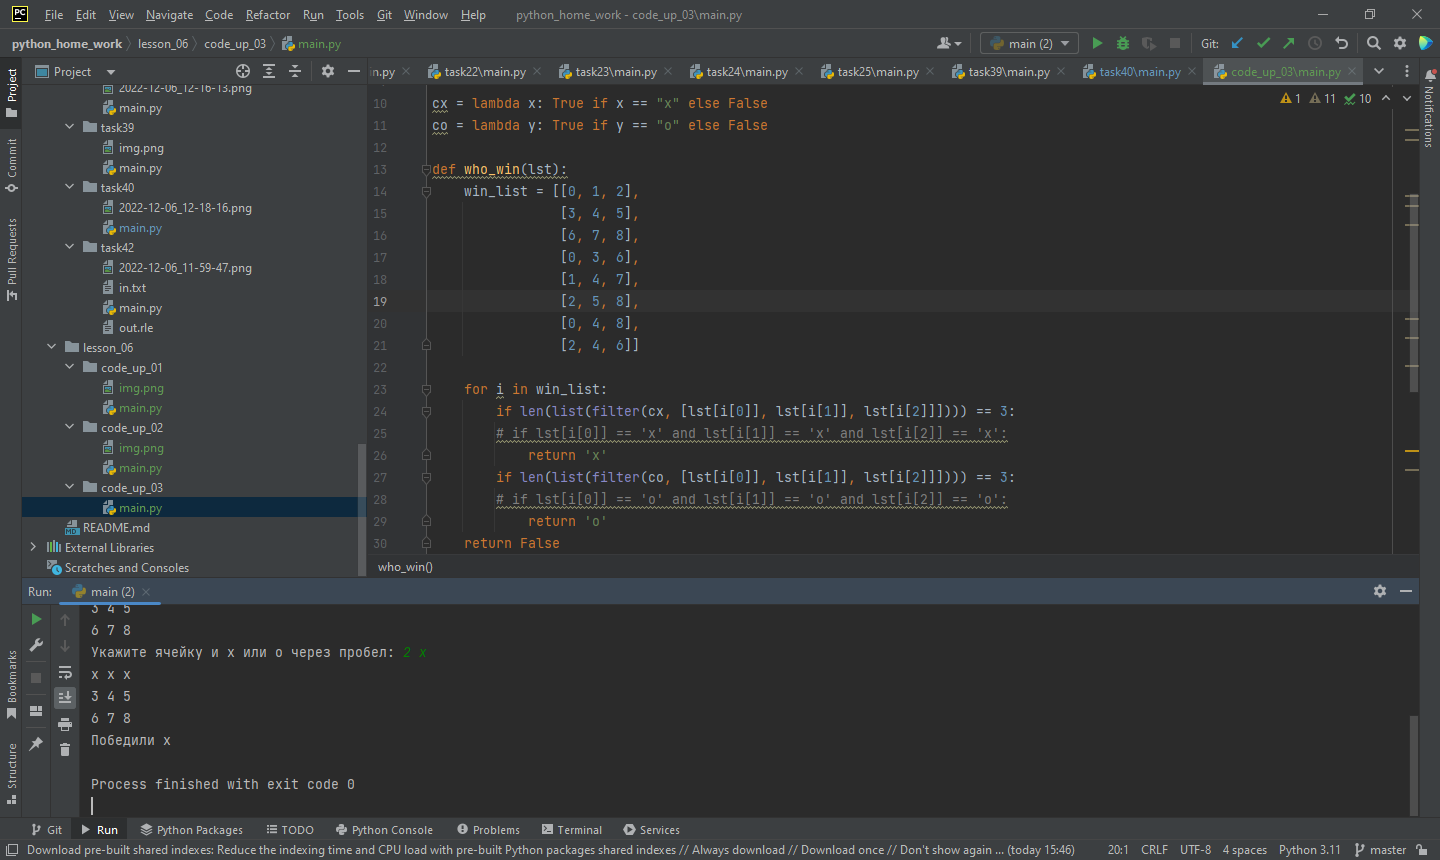 PC File Edit View Navigate Code Refactor Run Tools Git Window Help python_home_work - code_up_03\main.py
python_home_work lesson_06 code_up_03 main.py main (2) Git:
Project task22\main.py task23\main.py task24\main.py task25\main.py task39\main.py task40\main.py code_up_03\main.py
Project
Commit
Pull Requests
Bookmarks
Structure
2022-12-06_12-16-13.png
main.py
task39
img.png
main.py
task40
2022-12-06_12-18-16.png
main.py
task42
2022-12-06_11-59-47.png
in.txt
main.py
out.rle
lesson_06
code_up_01
img.png
main.py
code_up_02
img.png
main.py
code_up_03
main.py
README.md
External Libraries
Scratches and Consoles
1 11 10
10 cx = lambda x: True if x == "x" else False
11 co = lambda y: True if y == "o" else False
12
13 def who_win(lst):
14 win_list = [[0, 1, 2],
15 [3, 4, 5],
16 [6, 7, 8],
17 [0, 3, 6],
18 [1, 4, 7],
19 [2, 5, 8],
20 [0, 4, 8],
21 [2, 4, 6]]
22
23 for i in win_list:
24 if len(list(filter(cx, [lst[i[0]], lst[i[1]], lst[i[2]]]))) == 3:
25 # if lst[i[0]] == 'x' and lst[i[1]] == 'x' and lst[i[2]] == 'x':
26 return 'x'
27 if len(list(filter(co, [lst[i[0]], lst[i[1]], lst[i[2]]]))) == 3:
28 # if lst[i[0]] == 'o' and lst[i[1]] == 'o' and lst[i[2]] == 'o':
29 return 'o'
30 return False
who_win()
Notifications
Run: main (2)
3 4 5
6 7 8
Укажите ячейку и х или о через пробел: 2 x
x x x
3 4 5
6 7 8
Победили x
Process finished with exit code 0
Git Run Python Packages TODO Python Console Problems Terminal Services
Download pre-built shared indexes: Reduce the indexing time and CPU load with pre-built Python packages shared indexes // Always download // Download once // Don't show again ... (today 15:46) 20:1 CRLF UTF-8 4 spaces Python 3.11 master